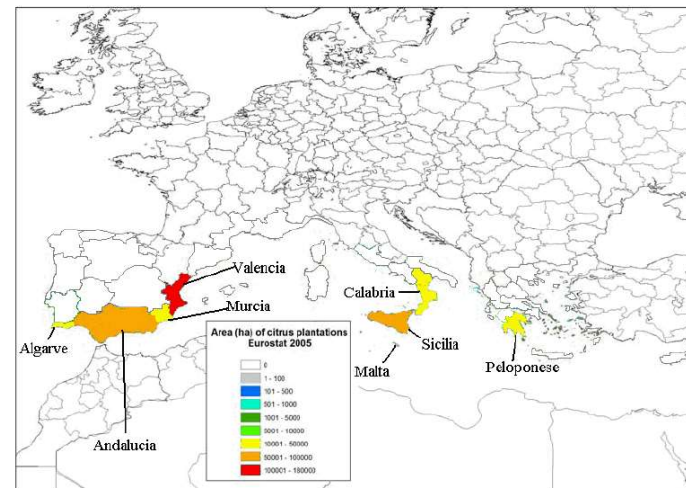 Valencia
Murcia
Calabria
Sicilia
Malta
Peloponese
Algarve
Andalucia
Area (ha) of citrus plantations
Eurostat 2005
0
1 - 100
101 - 500
501 - 1000
1001 - 5000
5001 - 10000
10001 - 50000
50001 - 100000
100001 - 180000